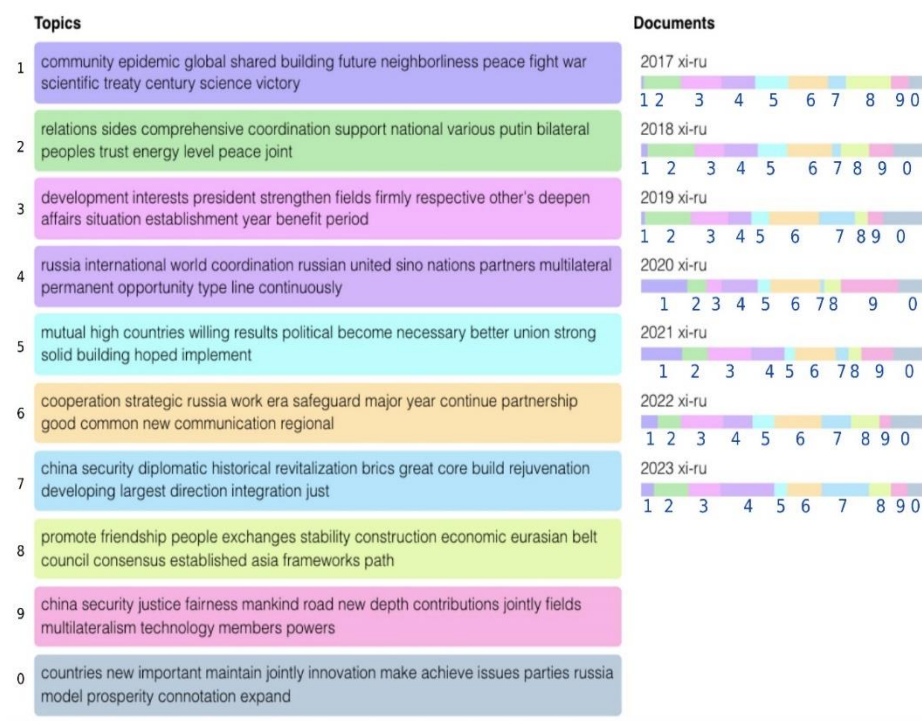 Topics
1 community epidemic global shared building future neighborliness peace fight war
scientific treaty century science victory
2 relations sides comprehensive coordination support national various putin bilateral
peoples trust energy level peace joint
3 development interests president strengthen fields firmly respective other's deepen
affairs situation establishment year benefit period
4 russia international world coordination russian united sino nations partners multilateral
permanent opportunity type line continuously
5 mutual high countries willing results political become necessary better union strong
solid building hoped implement
6 cooperation strategic russia work era safeguard major year continue partnership
good common new communication regional
7 china security diplomatic historical revitalization brics great core build rejuvenation
developing largest direction integration just
8 promote friendship people exchanges stability construction economic eurasian belt
council consensus established asia frameworks path
9 china security justice fairness mankind road new depth contributions jointly fields
multilateralism technology members powers
0 countries new important maintain jointly innovation make achieve issues parties russia
model prosperity connotation expand
Documents
2017 xi-ru
1 2 3 4 5 6 7 8 9 0
2018 xi-ru
1 2 3 4 5 6 7 8 9 0
2019 xi-ru
1 2 3 4 5 6 7 8 9 0
2020 xi-ru
1 2 3 4 5 6 7 8 9 0
2021 xi-ru
1 2 3 4 5 6 7 8 9 0
2022 xi-ru
1 2 3 4 5 6 7 8 9 0
2023 xi-ru
1 2 3 4 5 6 7 8 9 0